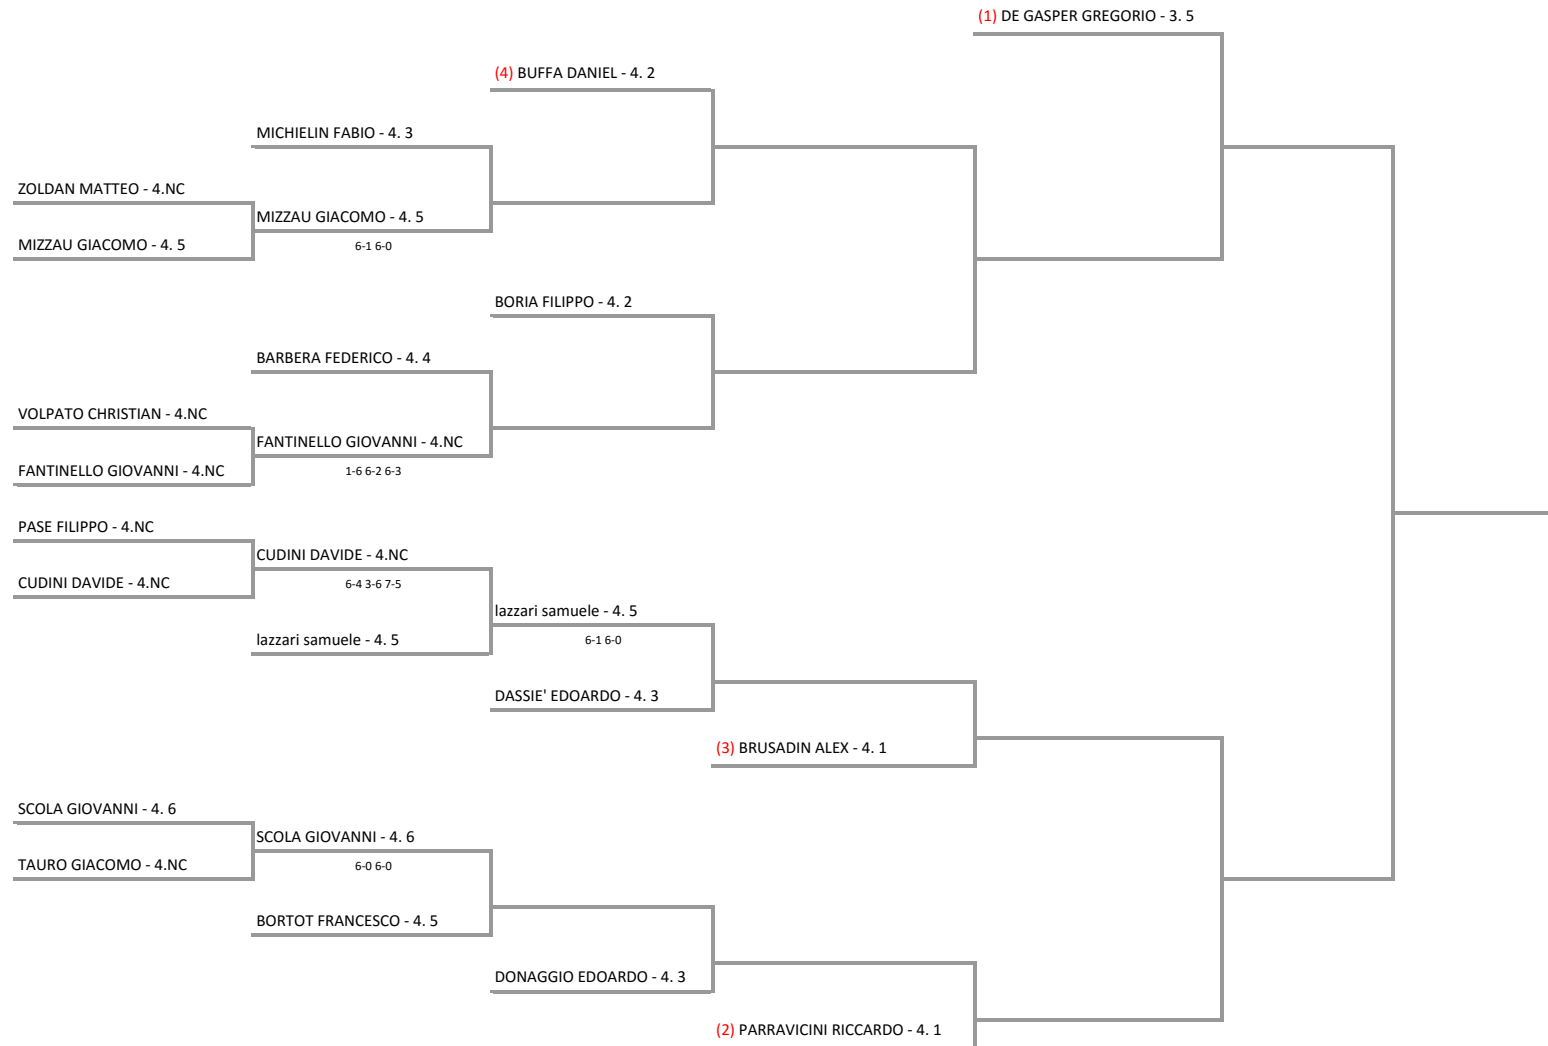 (1) DE GASPER GREGORIO - 3. 5
(4) BUFFA DANIEL - 4. 2
MICHIELIN FABIO - 4. 3
ZOLDAN MATTEO - 4.NC
MIZZAU GIACOMO - 4. 5
MIZZAU GIACOMO - 4. 5
6-1 6-0
BORIA FILIPPO - 4. 2
BARBERA FEDERICO - 4. 4
VOLPATO CHRISTIAN - 4.NC
FANTINELLO GIOVANNI - 4.NC
FANTINELLO GIOVANNI - 4.NC
1-6 6-2 6-3
PASE FILIPPO - 4.NC
CUDINI DAVIDE - 4.NC
CUDINI DAVIDE - 4.NC
6-4 3-6 7-5
lazzari samuele - 4. 5
lazzari samuele - 4. 5
6-1 6-0
DASSIE' EDOARDO - 4. 3
(3) BRUSADIN ALEX - 4. 1
SCOLA GIOVANNI - 4. 6
SCOLA GIOVANNI - 4. 6
TAURO GIACOMO - 4.NC
6-0 6-0
BORTOT FRANCESCO - 4. 5
DONAGGIO EDOARDO - 4. 3
(2) PARRAVICINI RICCARDO - 4. 1